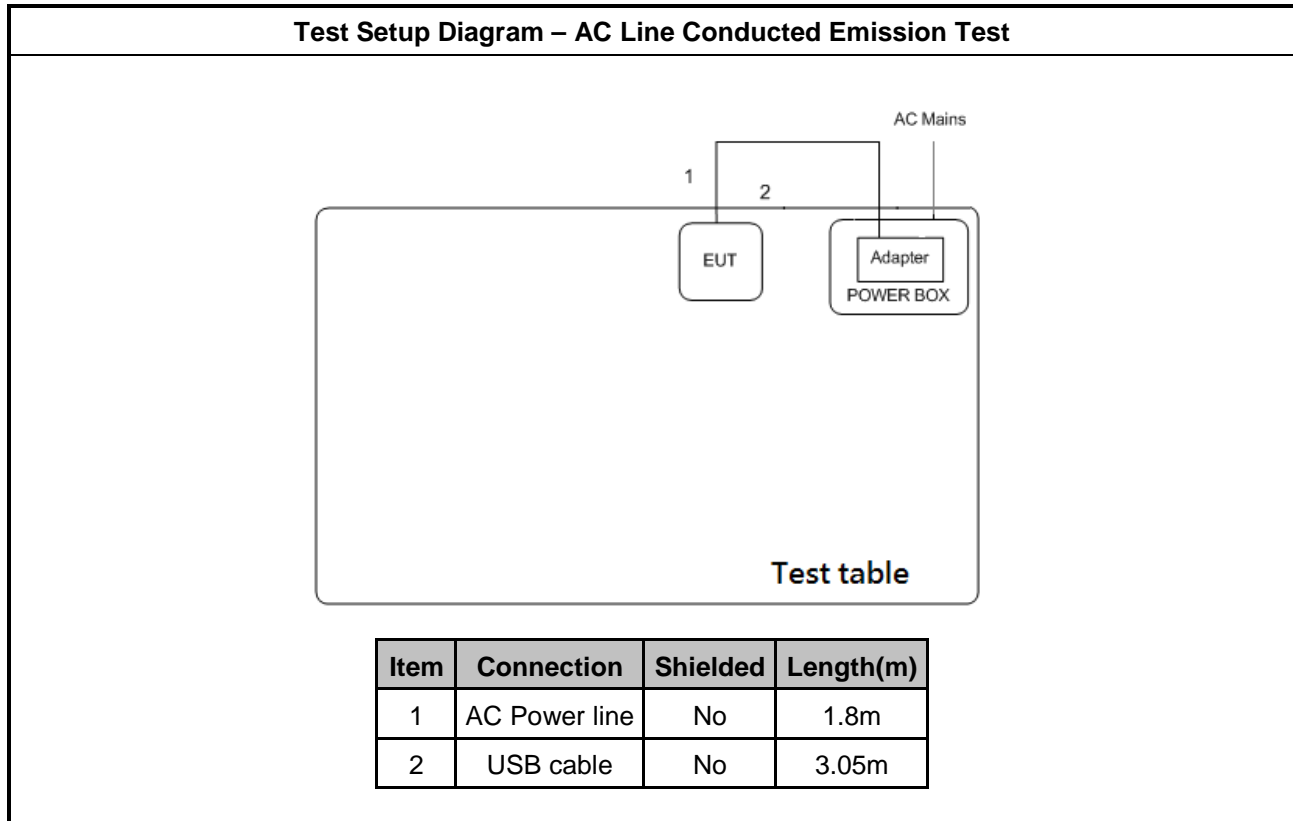 Test Setup Diagram – AC Line Conducted Emission Test
AC Mains
1
2
EUT
Adapter
POWER BOX
Test table
Item Connection Shielded Length(m)
1 AC Power line No 1.8m
2 USB cable No 3.05m